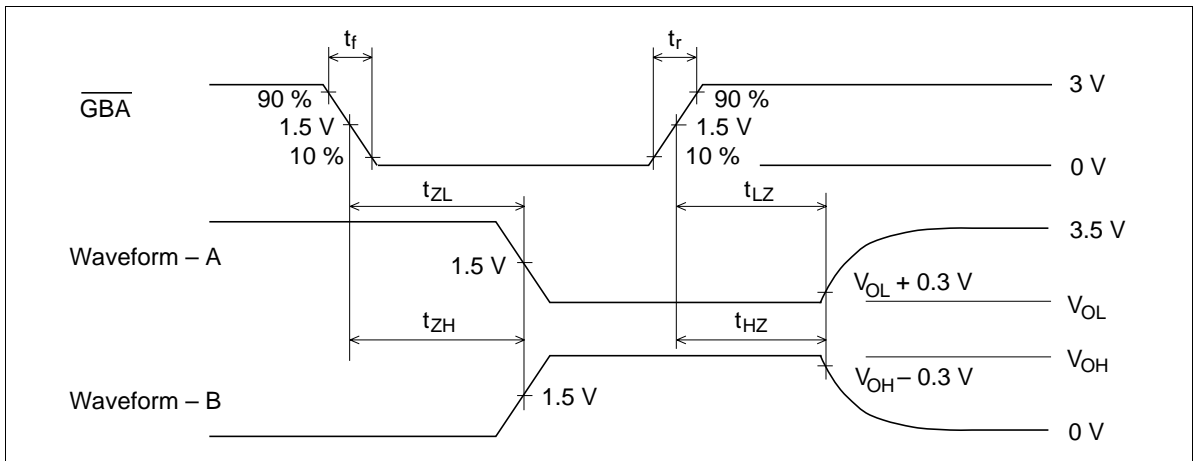 tf
tr
GBA
90 %
1.5 V
10 %
90 %
1.5 V
10 %
3 V
0 V
tZL
tLZ
Waveform – A
1.5 V
3.5 V
VOL + 0.3 V
VOL
tZH
tHZ
VOH – 0.3 V
VOH
Waveform – B
1.5 V
0 V